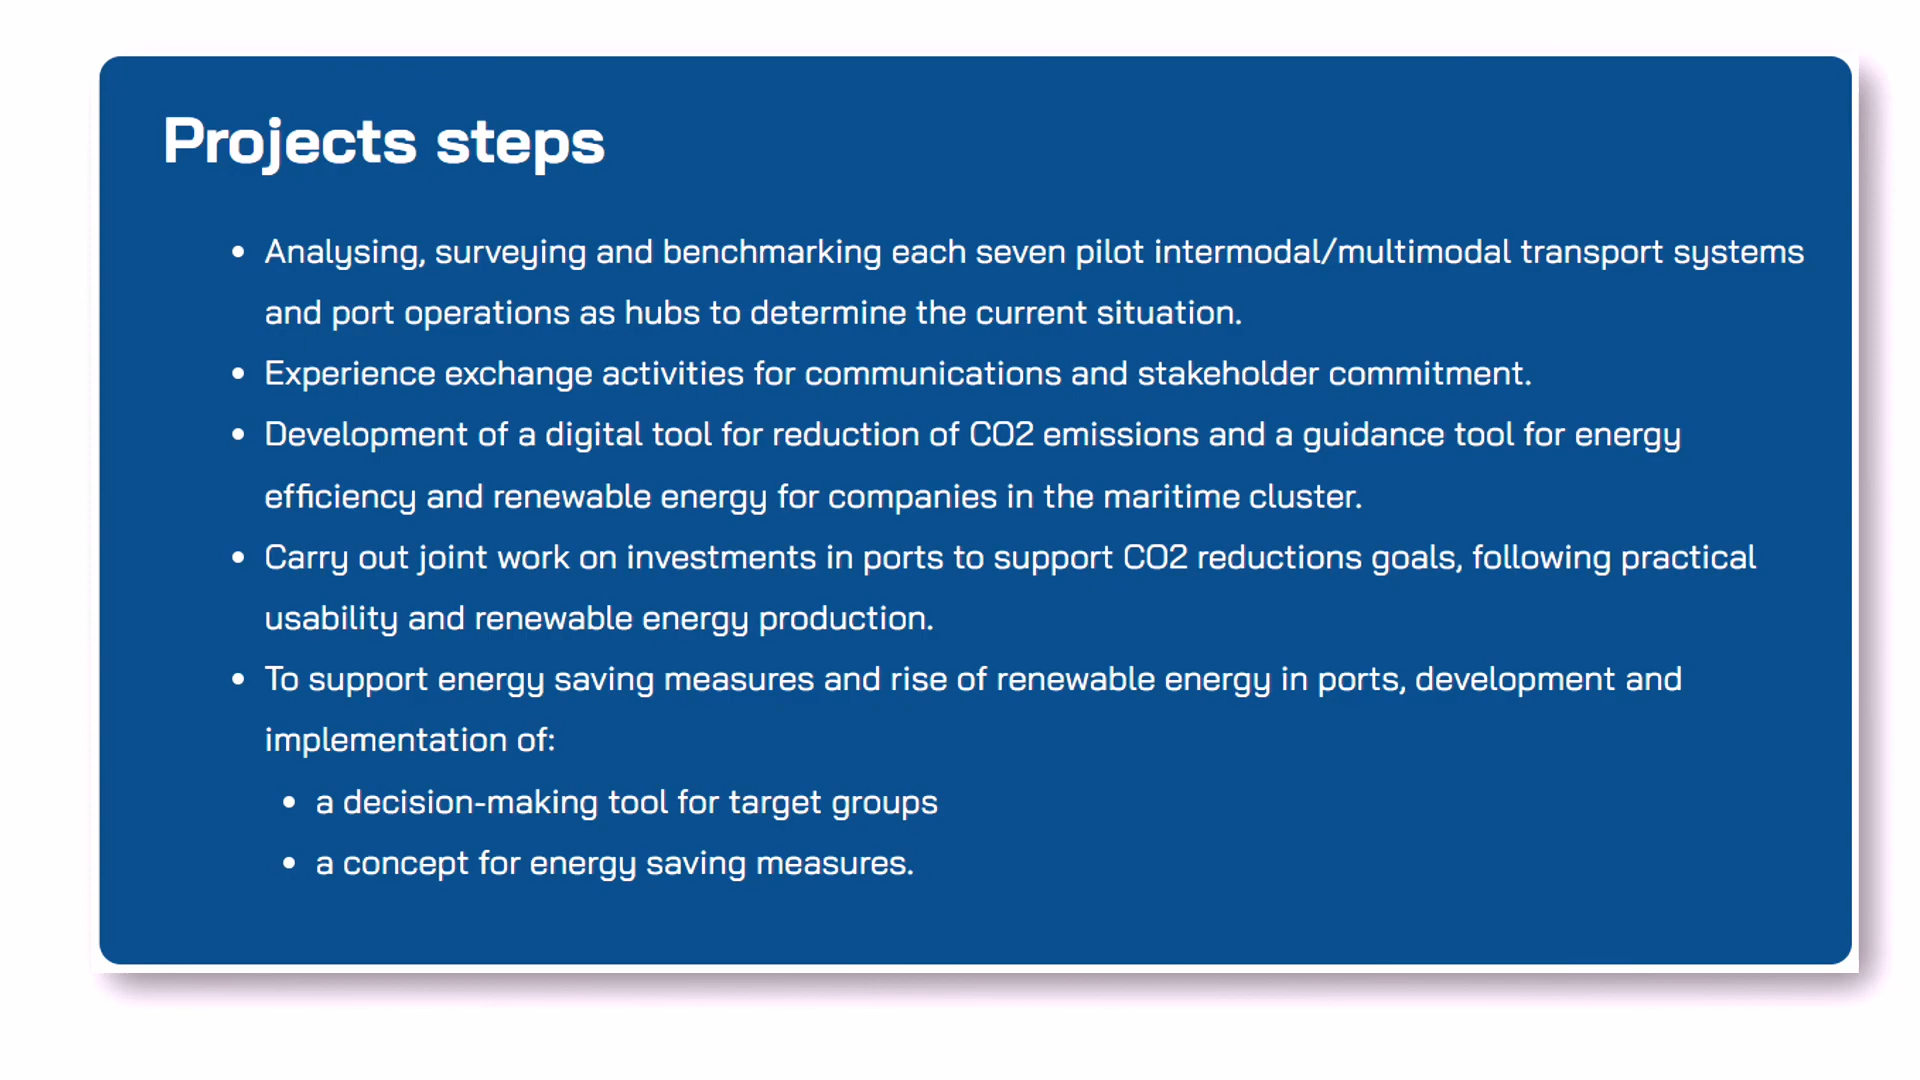 Projects steps
• Analysing, surveying and benchmarking each seven pilot intermodal/multimodal transport systems
and port operations as hubs to determine the current situation.
• Experience exchange activities for communications and stakeholder commitment.
• Development of a digital tool for reduction of CO2 emissions and a guidance tool for energy
efficiency and renewable energy for companies in the maritime cluster.
• Carry out joint work on investments in ports to support CO2 reductions goals, following practical
usability and renewable energy production.
• To support energy saving measures and rise of renewable energy in ports, development and
implementation of:
• a decision-making tool for target groups
• a concept for energy saving measures.